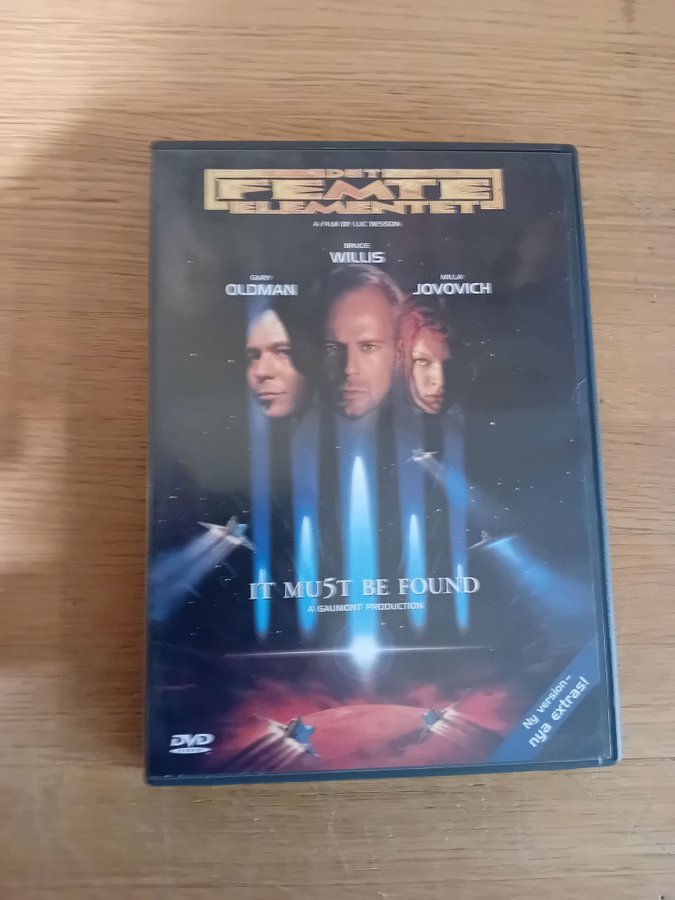 DET
FEMTE
ELEMENTET
A FILM BY LUC BESSON
BRUCE
WILLIS
GARY
OLDMAN
MILLA
JOVOVICH
IT MU5T BE FOUND
A GAUMONT PRODUCTION
Ny version-
nya extras!
DVD
VIDEO